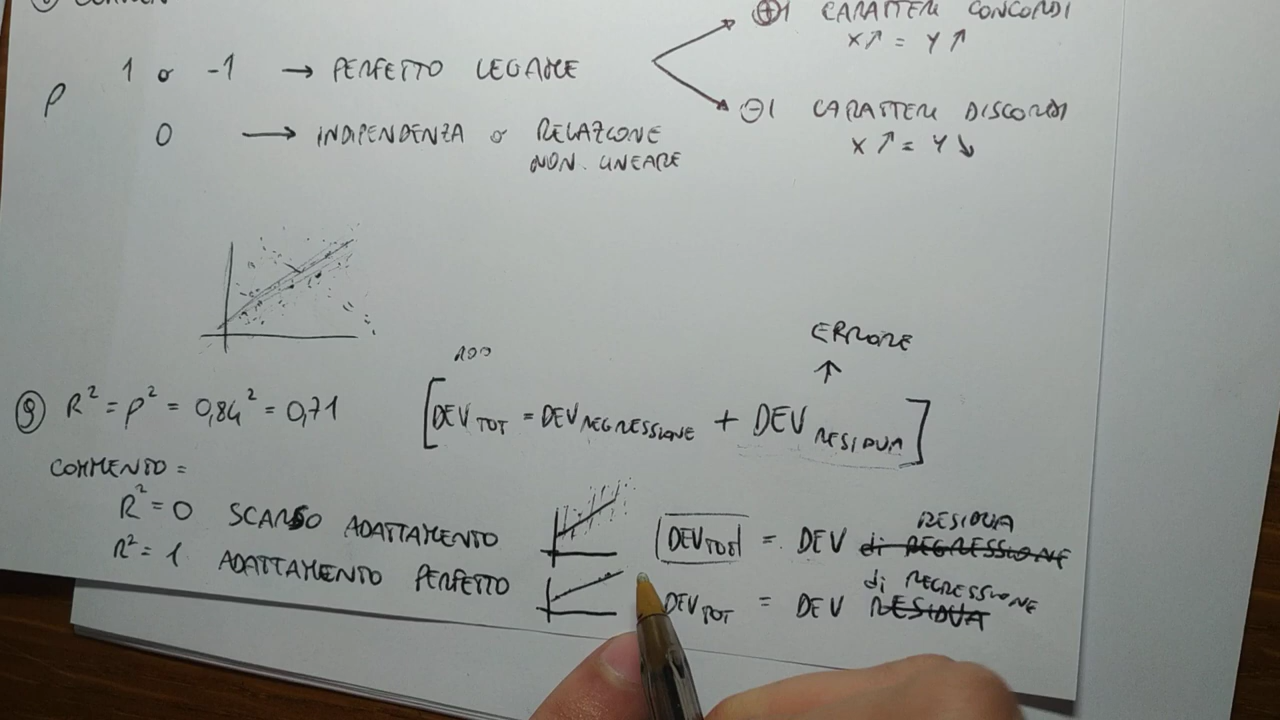 ⊕1 CARATTERI CONCORDI
X↗ = Y↗
1 o -1 → PERFETTO LEGAME
ρ
⊖1 CARATTERI DISCORDI
X↗ = Y↘
0 → INDIPENDENZA o RELAZIONE
NON LINEARE
ERRORE
↑
100
⑨ R² = ρ² = 0,84² = 0,71
[DEV TOT = DEV REGRESSIONE + DEV RESIDUA]
COMMENTO =
R² = 0 SCARSO ADATTAMENTO
RESIDUA
DEV TOT = DEV di REGRESSIONE
R² = 1 ADATTAMENTO PERFETTO
di REGRESSIONE
DEV TOT = DEV RESIDUA